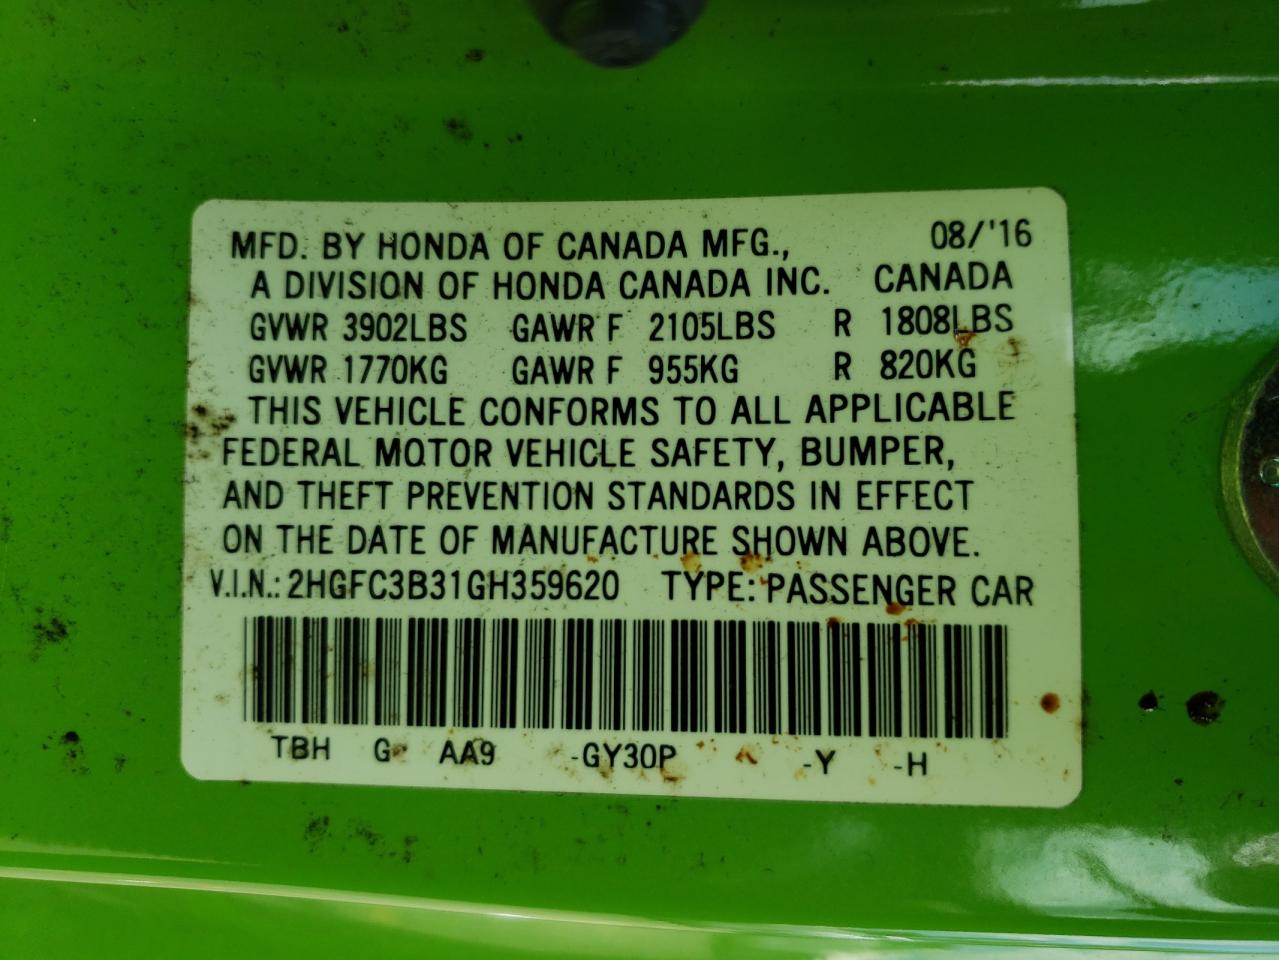 MFD. BY HONDA OF CANADA MFG., 08/'16
A DIVISION OF HONDA CANADA INC. CANADA
GVWR 3902LBS GAWR F 2105LBS R 1808LBS
GVWR 1770KG GAWR F 955KG R 820KG
THIS VEHICLE CONFORMS TO ALL APPLICABLE
FEDERAL MOTOR VEHICLE SAFETY, BUMPER,
AND THEFT PREVENTION STANDARDS IN EFFECT
ON THE DATE OF MANUFACTURE SHOWN ABOVE.
V.I.N.: 2HGFC3B31GH359620 TYPE: PASSENGER CAR
TBH G AA9 -GY30P -Y -H